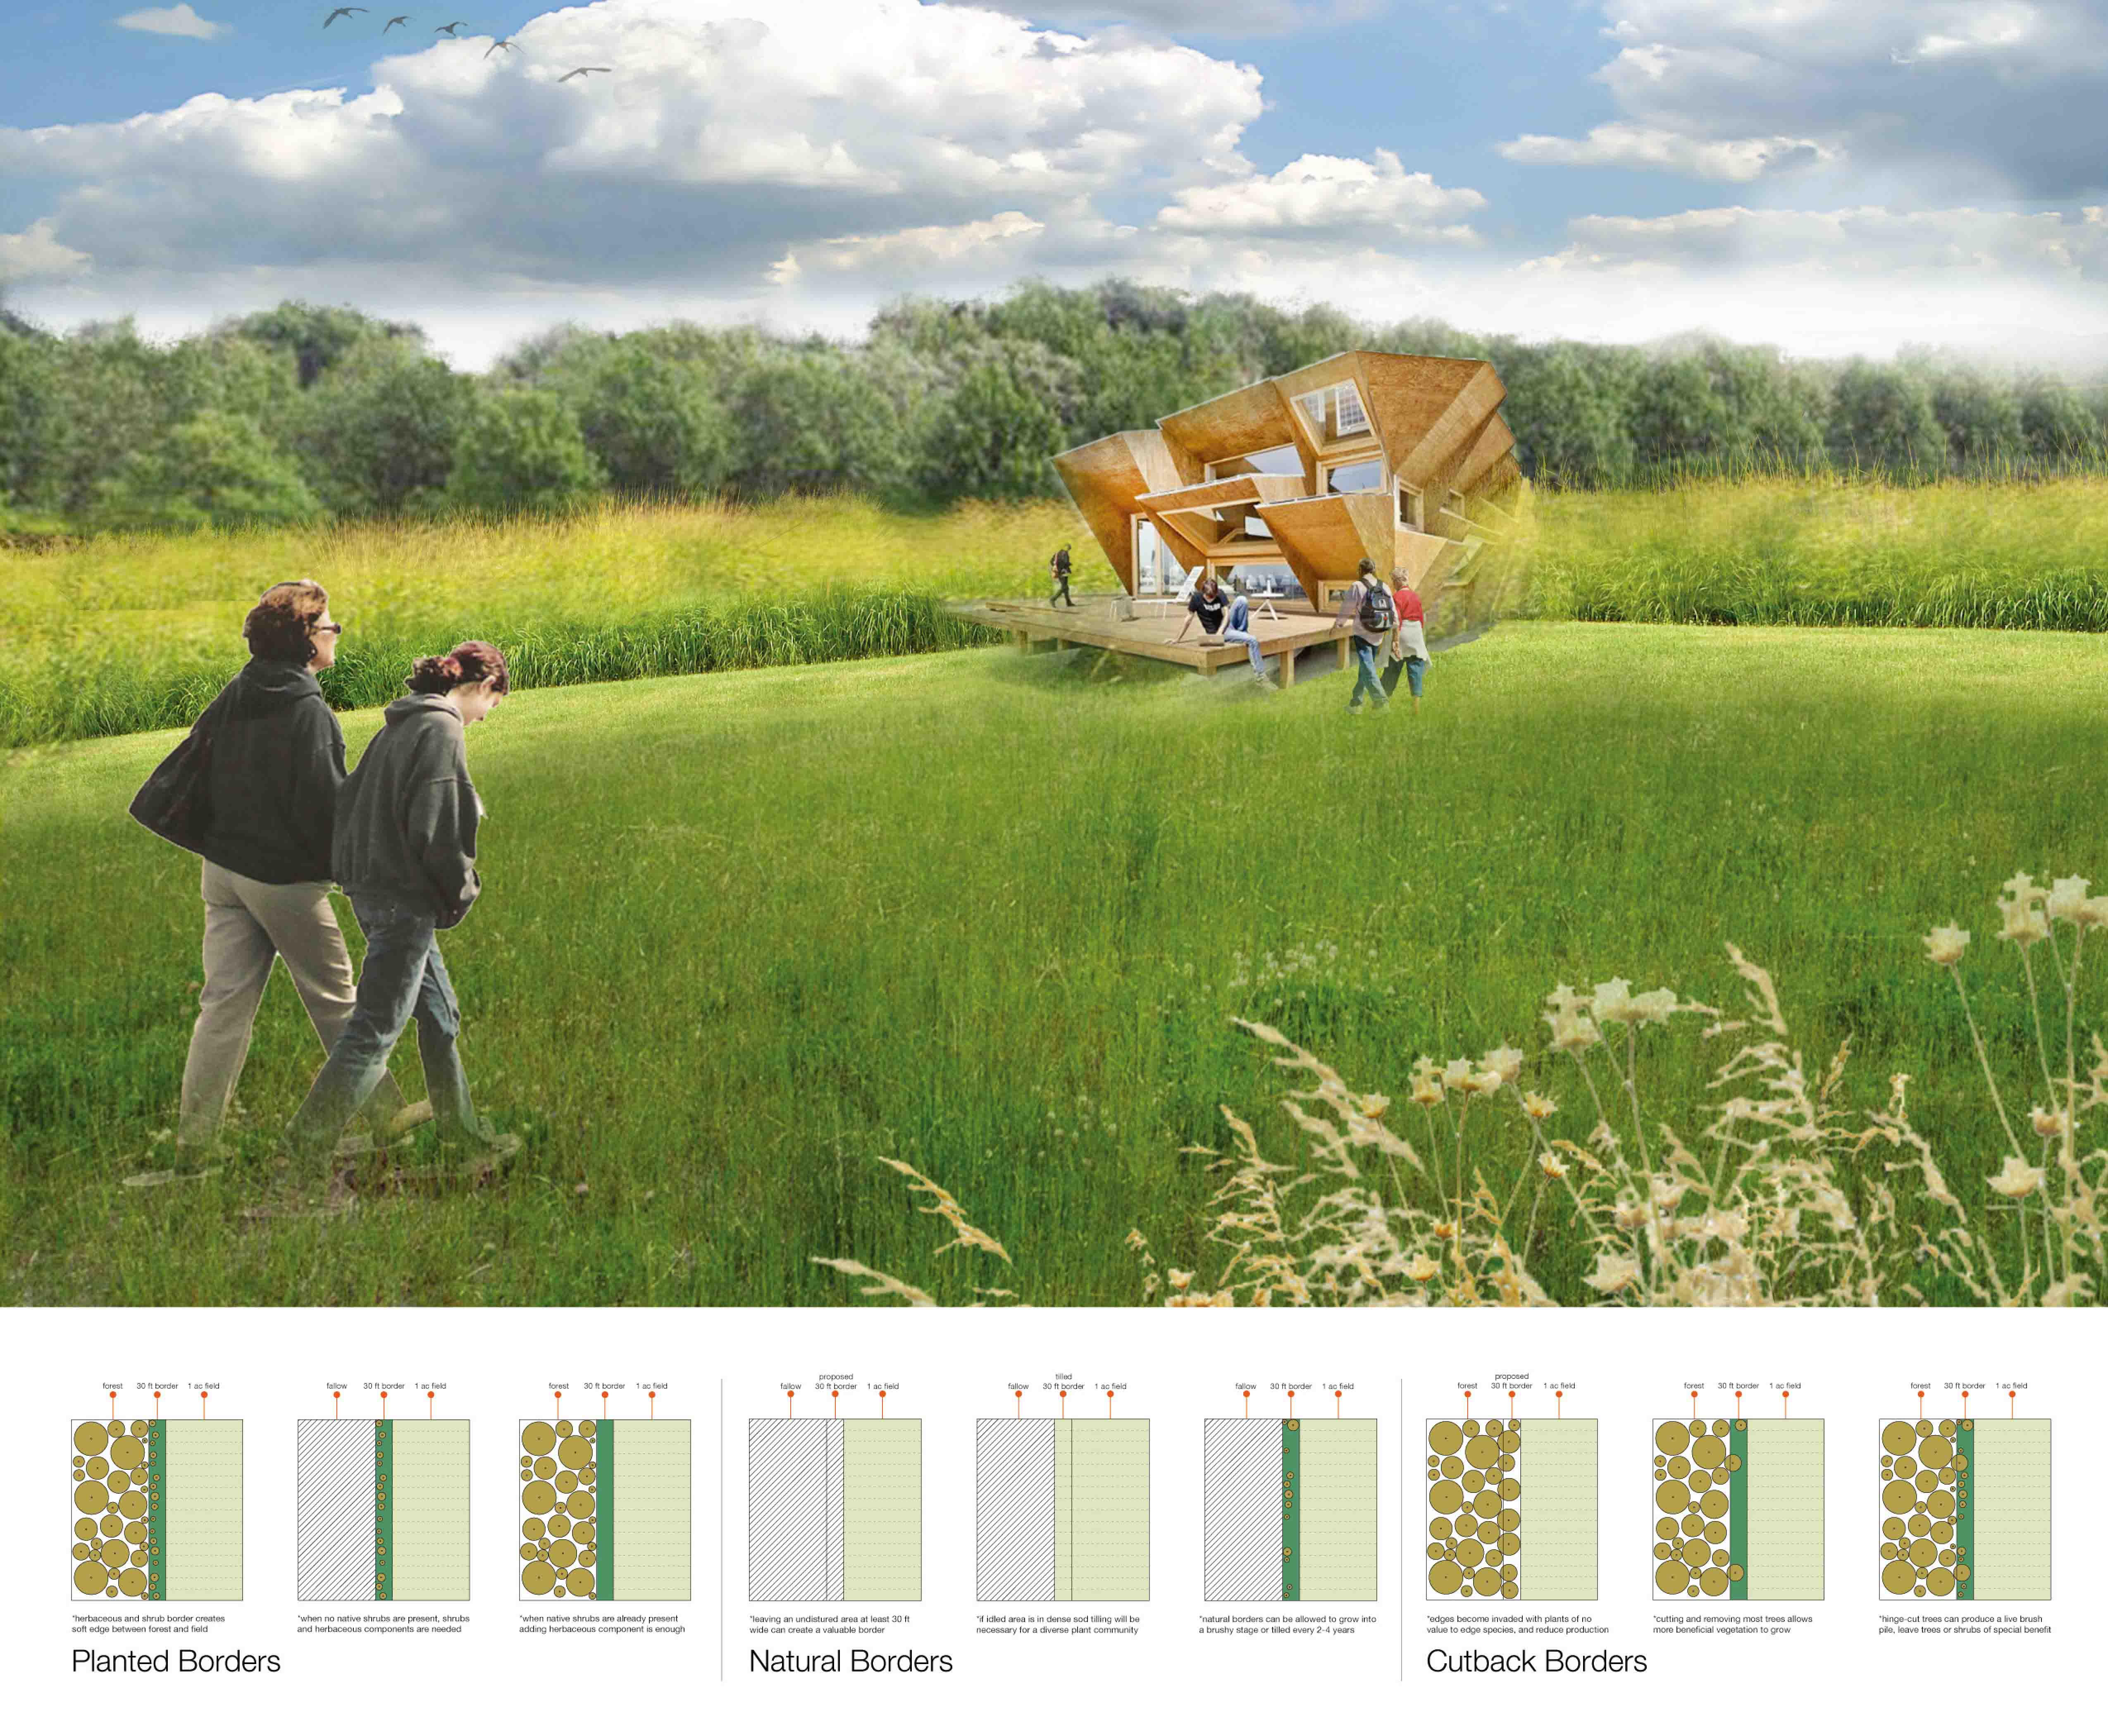 forest 30 ft border 1 ac field
*herbaceous and shrub border creates
soft edge between forest and field
fallow 30 ft border 1 ac field
*when no native shrubs are present, shrubs
and herbaceous components are needed
forest 30 ft border 1 ac field
*when native shrubs are already present
adding herbaceous component is enough
Planted Borders
proposed
fallow 30 ft border 1 ac field
*leaving an undistured area at least 30 ft
wide can create a valuable border
tilled
fallow 30 ft border 1 ac field
*if idled area is in dense sod tilling will be
necessary for a diverse plant community
fallow 30 ft border 1 ac field
*natural borders can be allowed to grow into
a brushy stage or tilled every 2-4 years
Natural Borders
proposed
forest 30 ft border 1 ac field
*edges become invaded with plants of no
value to edge species, and reduce production
forest 30 ft border 1 ac field
*cutting and removing most trees allows
more beneficial vegetation to grow
forest 30 ft border 1 ac field
*hinge-cut trees can produce a live brush
pile, leave trees or shrubs of special benefit
Cutback Borders